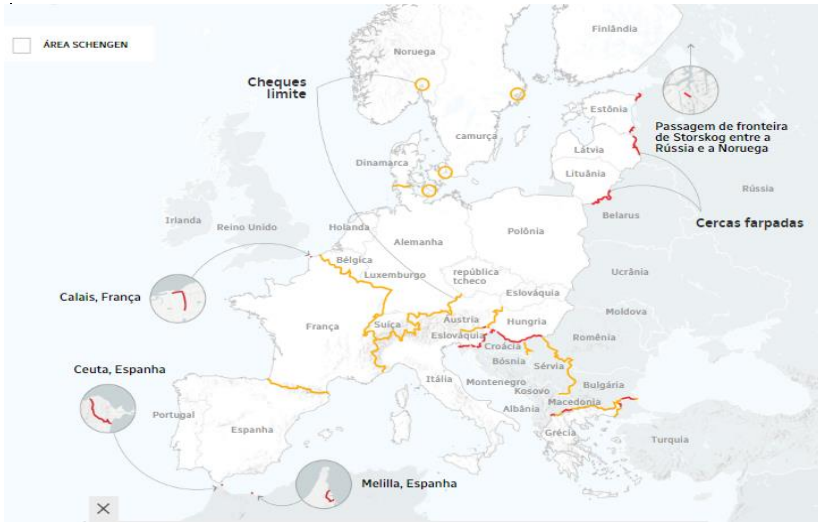 ÁREA SCHENGEN
Finlândia
Noruega
Cheques
limite
Estônia
Passagem de fronteira
de Storskog entre a
Rússia e a Noruega
camurça
Látvia
Dinamarca
Lituânia
Rússia
Belarus
Cercas farpadas
Irlanda
Reino Unido
Holanda
Polônia
Alemanha
Bélgica
Luxemburgo
república
tcheco
Ucrânia
Calais, França
Eslováquia
Moldova
França
Suíça
Áustria
Hungria
Eslováquia
Croácia
Romênia
Bósnia
Sérvia
Ceuta, Espanha
Itália
Montenegro
Kosovo
Bulgária
Macedonia
Albânia
Portugal
Espanha
Grécia
Turquia
Melilla, Espanha